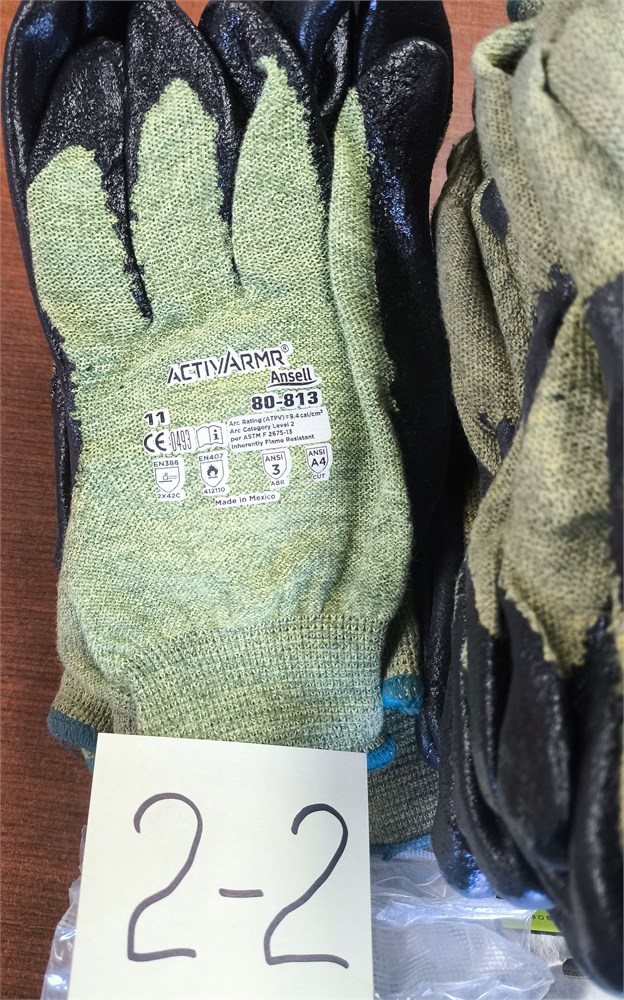 ACTIVARMR®
Ansell
80-813
11
CE 0493
i
Arc Rating (ATPV)=9.4cal/cm²
Arc Category Level 2
per ASTM F 2675-13
Inherently Flame Resistant
EN388
2X42C
EN407
412110
ANSI
3
ABR
ANSI
A4
CUT
Made in Mexico
2-2